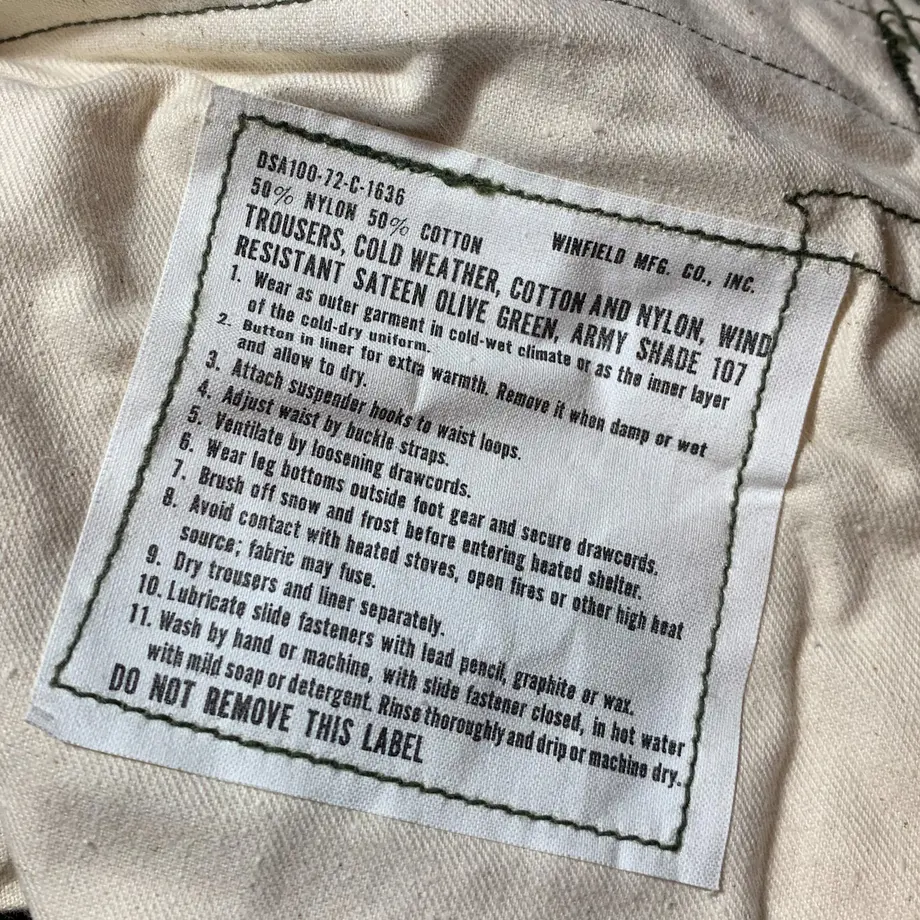 DSA100-72-C-1636
50% NYLON 50% COTTON WINFIELD MFG. CO., INC.
TROUSERS, COLD WEATHER, COTTON AND NYLON, WIND
RESISTANT SATEEN OLIVE GREEN, ARMY SHADE 107
1. Wear as outer garment in cold-wet climate or as the inner layer
of the cold-dry uniform.
2. Button in liner for extra warmth. Remove it when damp or wet
and allow to dry.
3. Attach suspender hooks to waist loops.
4. Adjust waist by buckle straps.
5. Ventilate by loosening drawcords.
6. Wear leg bottoms outside foot gear and secure drawcords.
7. Brush off snow and frost before entering heated shelter.
8. Avoid contact with heated stoves, open fires or other high heat
source; fabric may fuse.
9. Dry trousers and liner separately.
10. Lubricate slide fasteners with lead pencil, graphite or wax.
11. Wash by hand or machine, with slide fastener closed, in hot water
with mild soap or detergent. Rinse thoroughly and drip or machine dry.
DO NOT REMOVE THIS LABEL